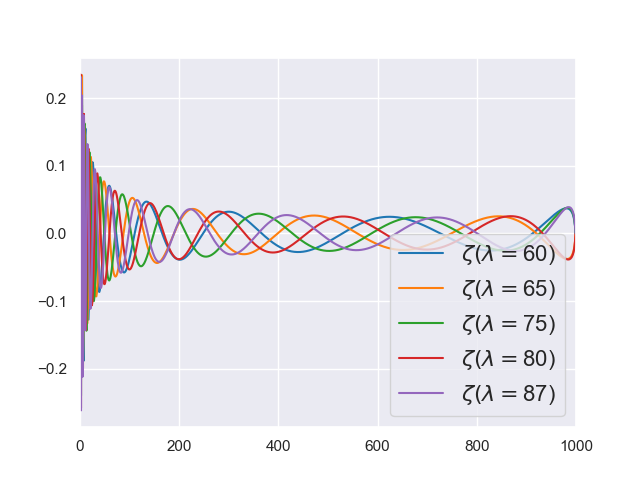 0.2
0.1
0.0
−0.1
−0.2
ζ(λ = 60)
ζ(λ = 65)
ζ(λ = 75)
ζ(λ = 80)
ζ(λ = 87)
0 200 400 600 800 1000